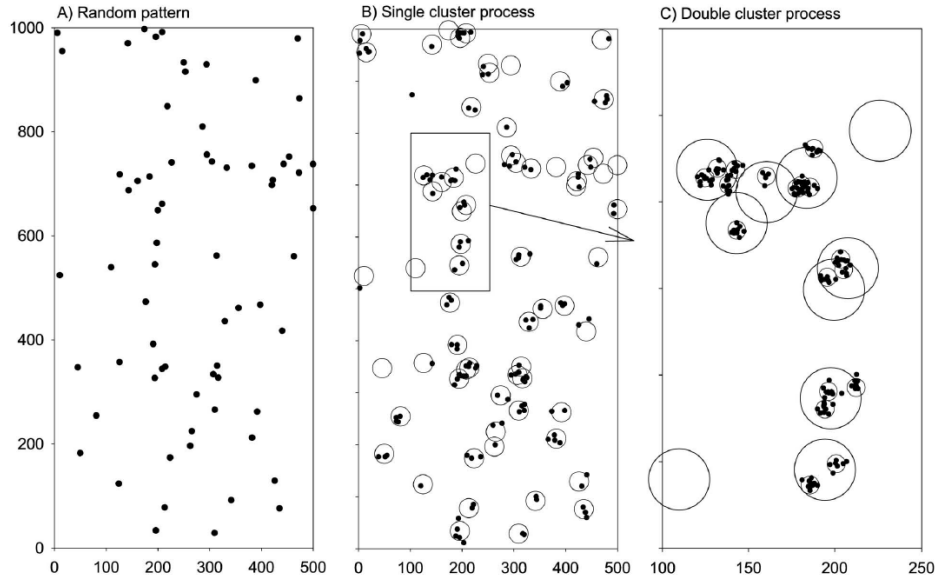 A) Random pattern
B) Single cluster process
C) Double cluster process
1000
800
600
400
200
0
0 100 200 300 400 500
0 100 200 300 400 500
100 150 200 250